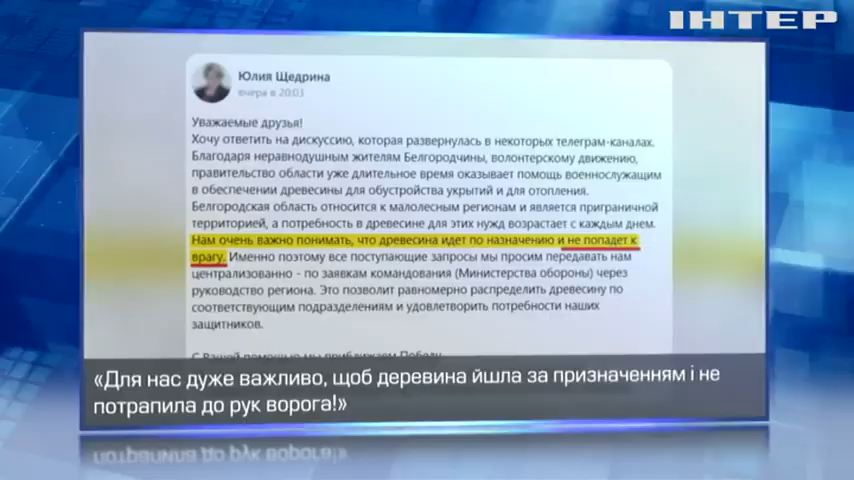 ІНТЕР
Юлия Щедрина
вчера в 20:03
Уважаемые друзья!
Хочу ответить на дискуссию, которая развернулась в некоторых телеграм-каналах.
Благодаря неравнодушным жителям Белгородчины, волонтерскому движению,
правительство области уже длительное время оказывает помощь военнослужащим
в обеспечении древесины для обустройства укрытий и для отопления.
Белгородская область относится к малолесным регионам и является приграничной
территорией, а потребность в древесине для этих нужд возрастает с каждым днем.
Нам очень важно понимать, что древесина идет по назначению и не попадет к
врагу. Именно поэтому все поступающие запросы мы просим передавать нам
централизованно - по заявкам командования (Министерства обороны) через
руководство региона. Это позволит равномерно распределить древесину по
соответствующим подразделениям и удовлетворить потребности наших
защитников.
С Вашей помощью мы приближаем Победу
«Для нас дуже важливо, щоб деревина йшла за призначенням і не
потрапила до рук ворога!»